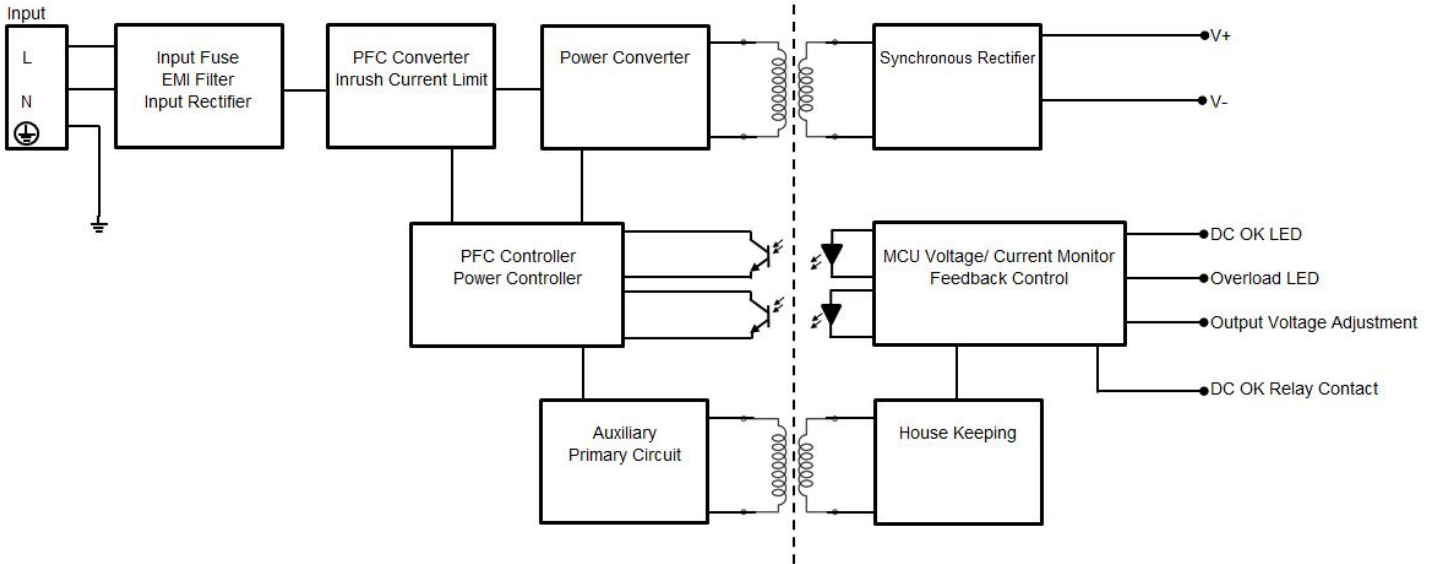 Input
L
N
Input Fuse
EMI Filter
Input Rectifier
PFC Converter
Inrush Current Limit
Power Converter
Synchronous Rectifier
V+
V-
PFC Controller
Power Controller
MCU Voltage/ Current Monitor
Feedback Control
DC OK LED
Overload LED
Output Voltage Adjustment
DC OK Relay Contact
Auxiliary
Primary Circuit
House Keeping